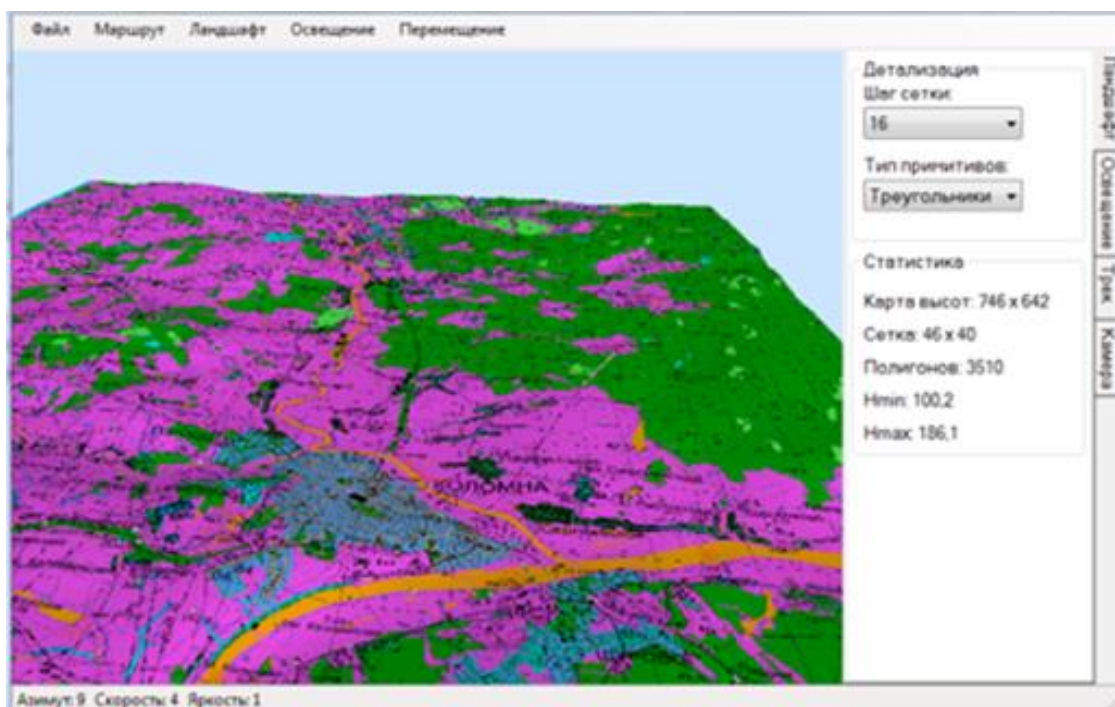 Файл Маршрут Ландшафт Освещение Перемещение
Детализация
Шаг сетки:
16
Тип примитивов:
Треугольники
Статистика
Карта высот: 746 x 642
Сетка: 46 x 40
Полигонов: 3510
Hmin: 100,2
Hmax: 186,1
Ландшафт
Освещение
Трек
Камера
КОЛОМНА
Азимут: 9 Скорость: 4 Яркость: 1